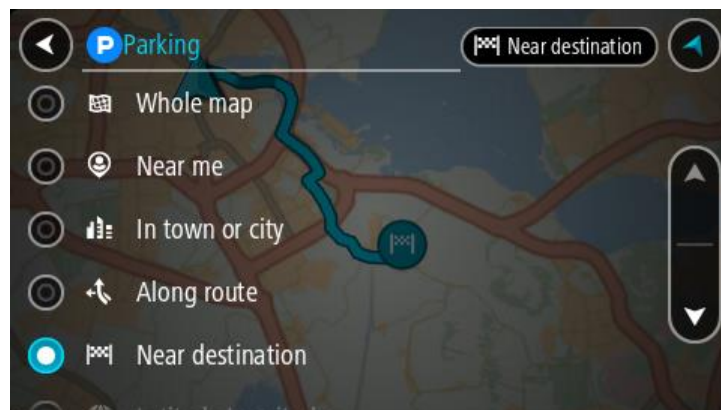 P Parking
Near destination
Whole map
Near me
In town or city
Along route
Near destination